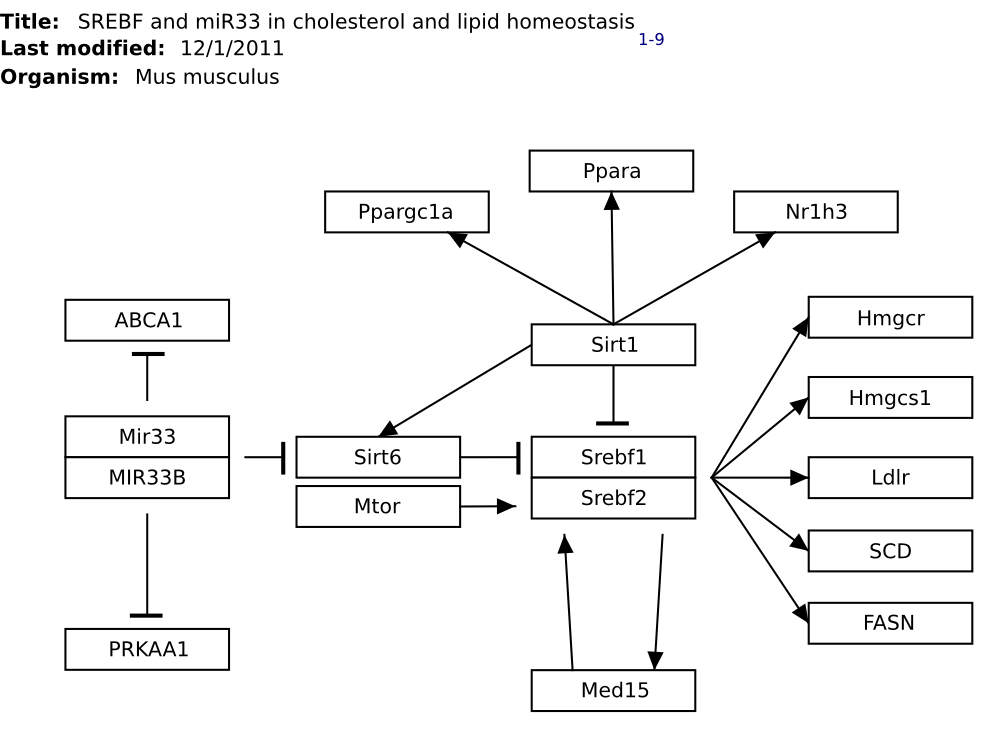 Title: SREBF and miR33 in cholesterol and lipid homeostasis 1-9
Last modified: 12/1/2011
Organism: Mus musculus
Ppara
Ppargc1a
Nr1h3
ABCA1
Hmgcr
Sirt1
Hmgcs1
Mir33
MIR33B
Sirt6
Srebf1
Ldlr
Mtor
Srebf2
SCD
FASN
PRKAA1
Med15